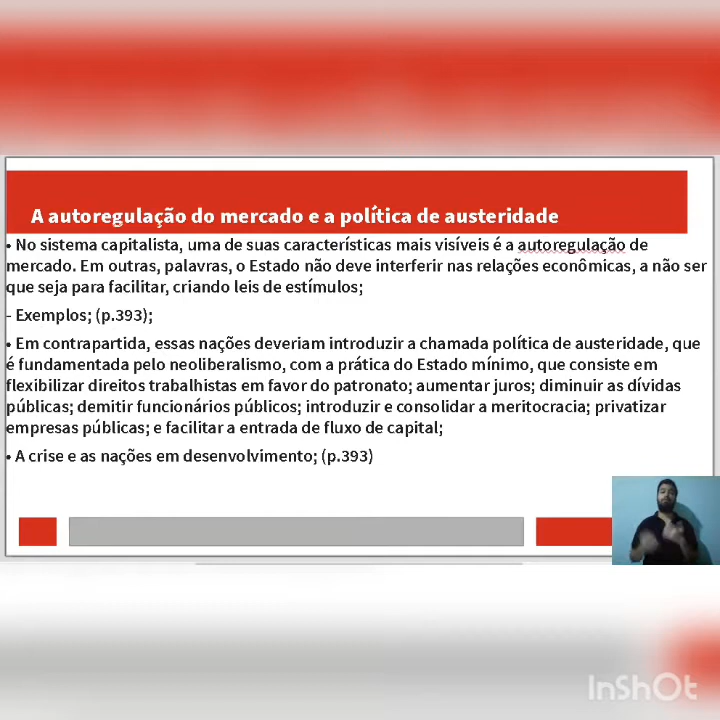 A autoregulação do mercado e a política de austeridade
• No sistema capitalista, uma de suas características mais visíveis é a autoregulação de
mercado. Em outras, palavras, o Estado não deve interferir nas relações econômicas, a não ser
que seja para facilitar, criando leis de estímulos;
- Exemplos; (p.393);
• Em contrapartida, essas nações deveriam introduzir a chamada política de austeridade, que
é fundamentada pelo neoliberalismo, com a prática do Estado mínimo, que consiste em
flexibilizar direitos trabalhistas em favor do patronato; aumentar juros; diminuir as dívidas
públicas; demitir funcionários públicos; introduzir e consolidar a meritocracia; privatizar
empresas públicas; e facilitar a entrada de fluxo de capital;
• A crise e as nações em desenvolvimento; (p.393)
InShOt